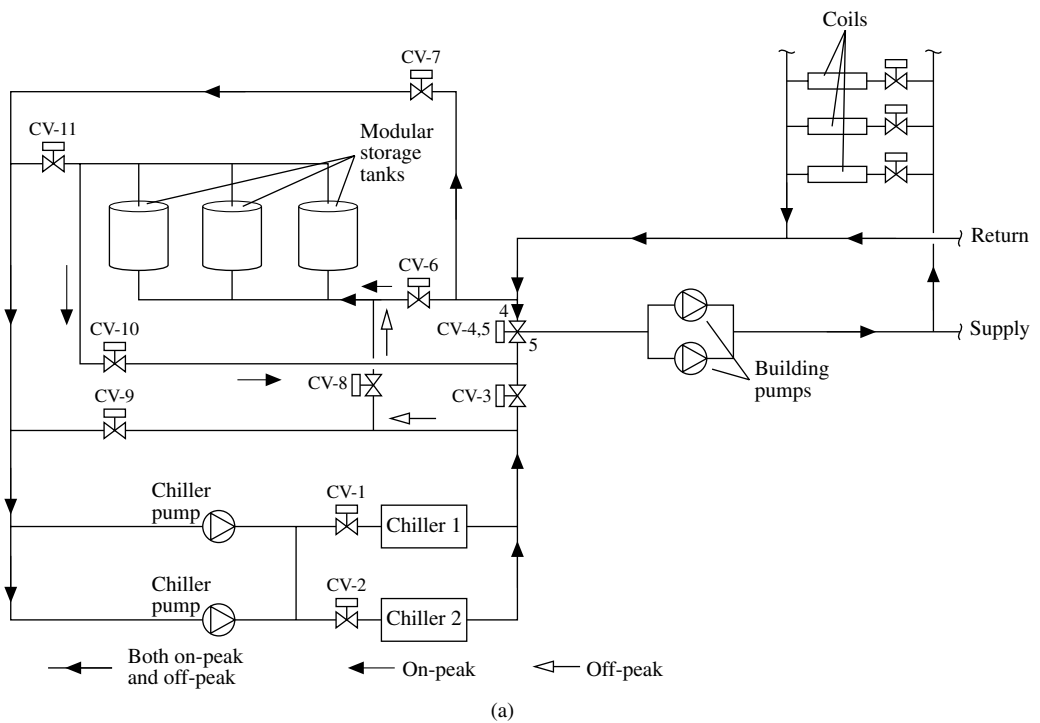 Coils
CV-7
CV-11
Modular
storage
tanks
Return
CV-6
4
CV-4,5
5
Supply
CV-10
Building
pumps
CV-8
CV-3
CV-9
Chiller
pump
CV-1
Chiller 1
Chiller
pump
CV-2
Chiller 2
Both on-peak
and off-peak
On-peak
Off-peak
(a)